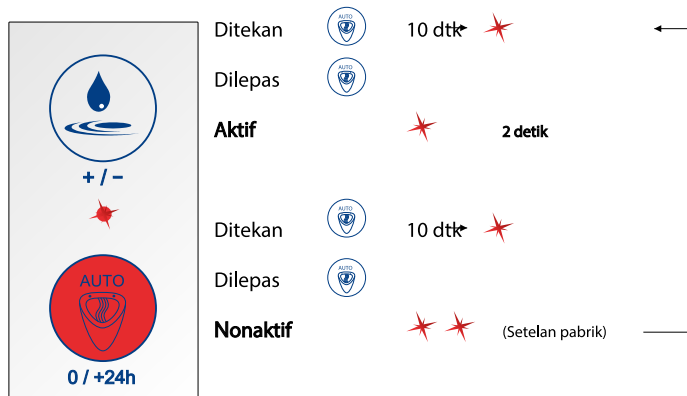 Ditekan AUTO 10 dtk
Dilepas AUTO
Aktif 2 detik
+ / −
Ditekan AUTO 10 dtk
AUTO
Dilepas AUTO
Nonaktif (Setelan pabrik)
0 / +24h